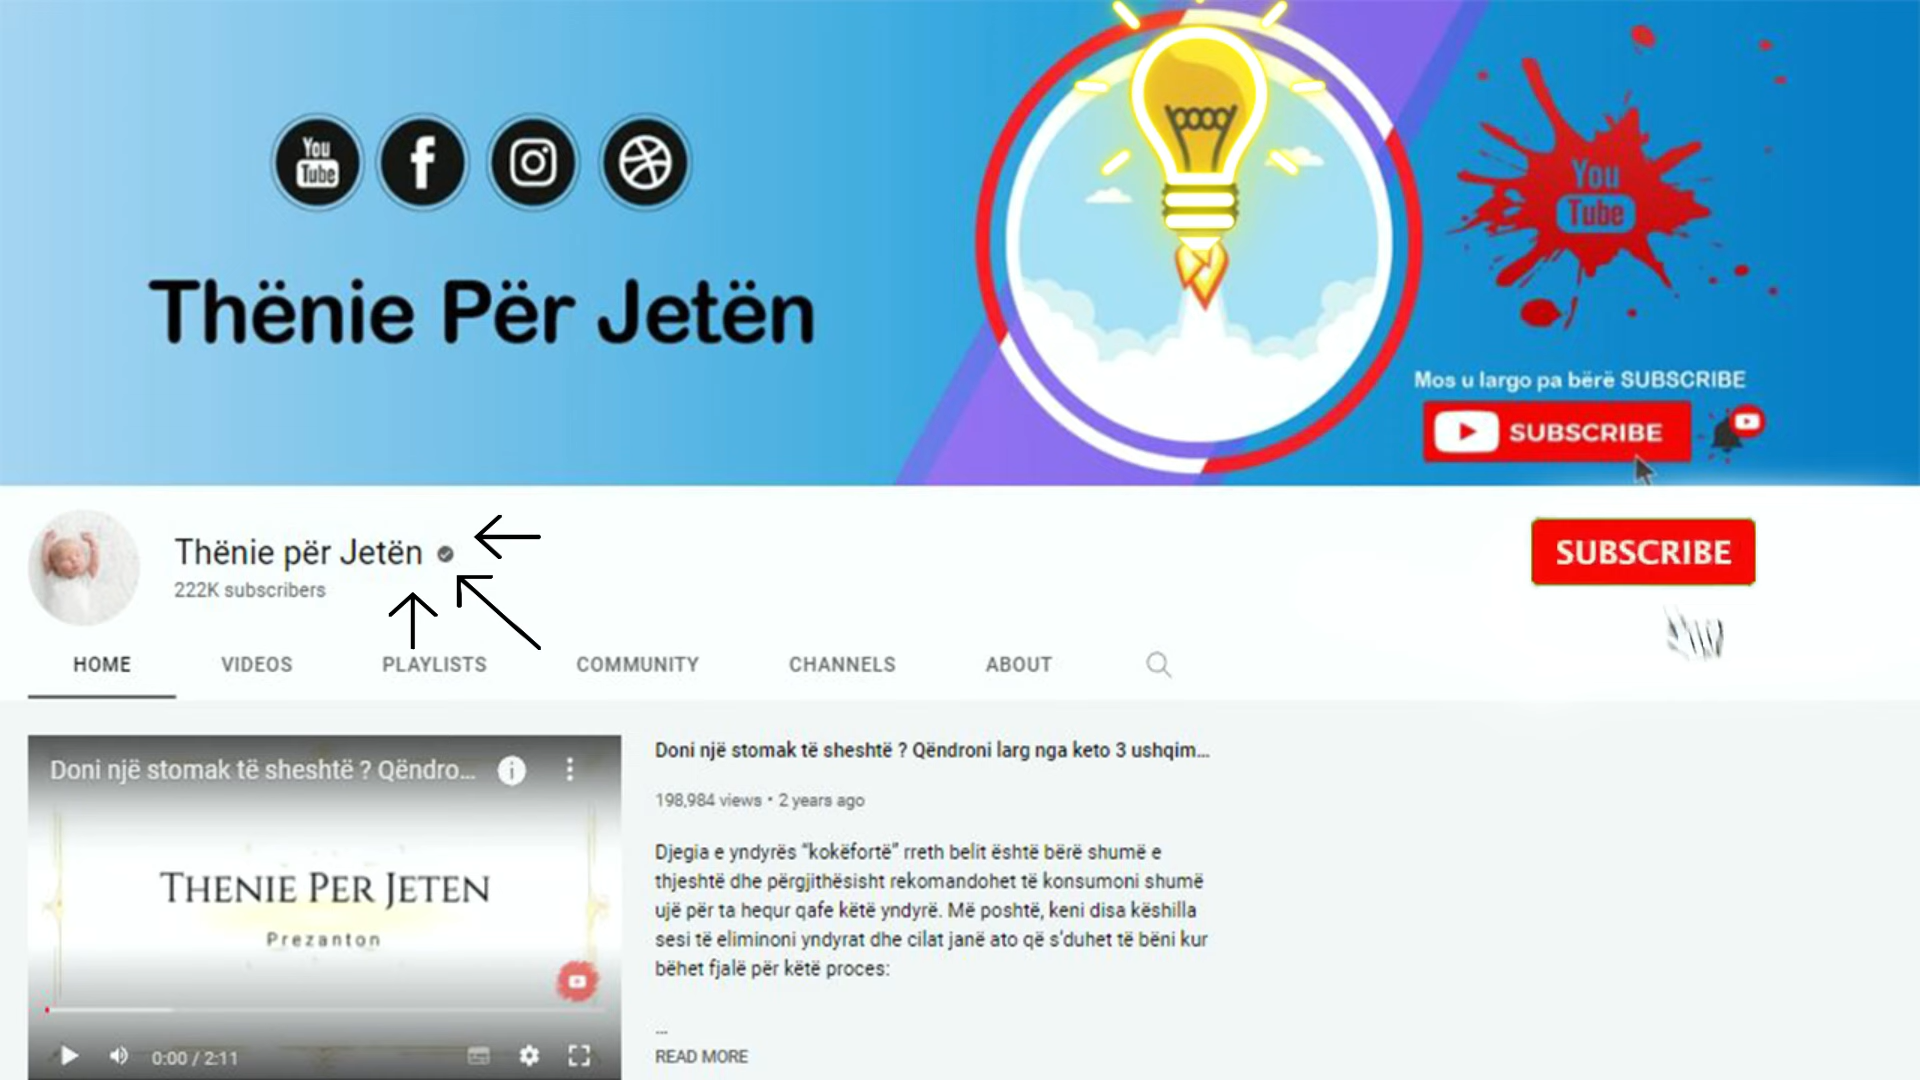 You
Tube
Thënie Për Jetën
You
Tube
Mos u largo pa bërë SUBSCRIBE
SUBSCRIBE
Thënie për Jetën
222K subscribers
SUBSCRIBE
HOME VIDEOS PLAYLISTS COMMUNITY CHANNELS ABOUT
Doni një stomak të sheshtë ? Qëndro...
THENIE PER JETEN
Prezanton
0:00 / 2:11
Doni një stomak të sheshtë ? Qëndroni larg nga keto 3 ushqim...
198,984 views • 2 years ago
Djegia e yndyrës “kokëfortë” rreth belit është bërë shumë e
thjeshtë dhe përgjithësisht rekomandohet të konsumoni shumë
ujë për ta hequr qafe këtë yndyrë. Më poshtë, keni disa këshilla
sesi të eliminoni yndyrat dhe cilat janë ato që s'duhet të bëni kur
bëhet fjalë për këtë proces:
...
READ MORE